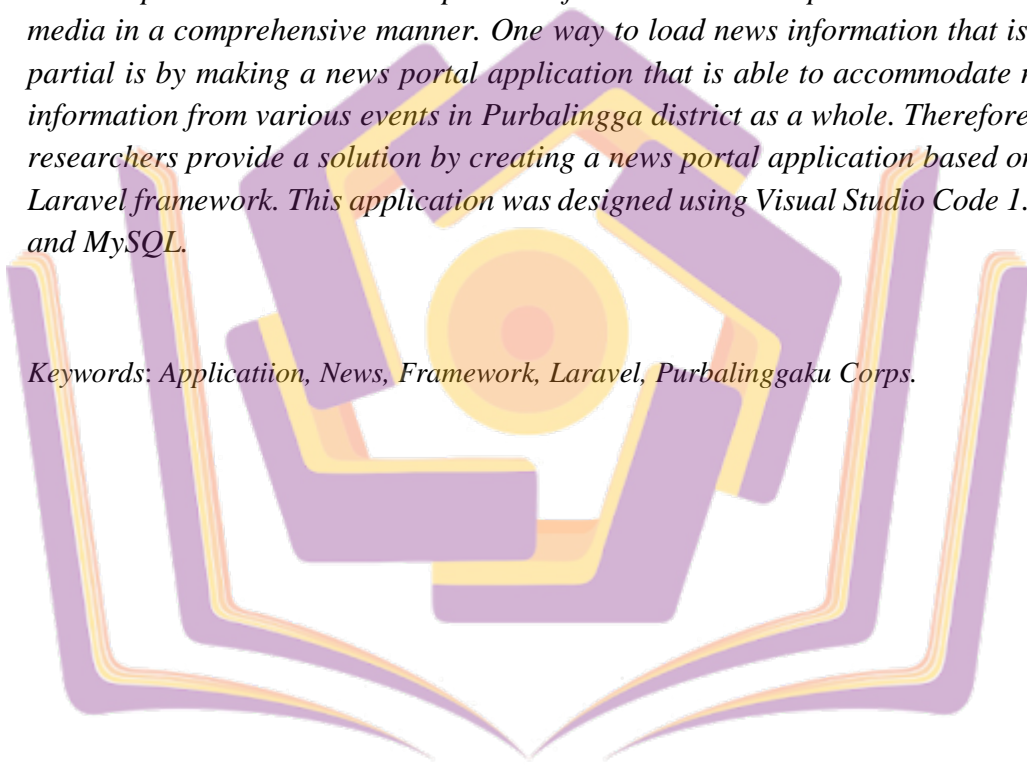 media in a comprehensive manner. One way to load news information that is
partial is by making a news portal application that is able to accommodate
information from various events in Purbalingga district as a whole. Therefore
researchers provide a solution by creating a news portal application based
Laravel framework. This application was designed using Visual Studio Code 1.
and MySQL.
Keywords: Applicatiion, News, Framework, Laravel, Purbalinggaku Corps.